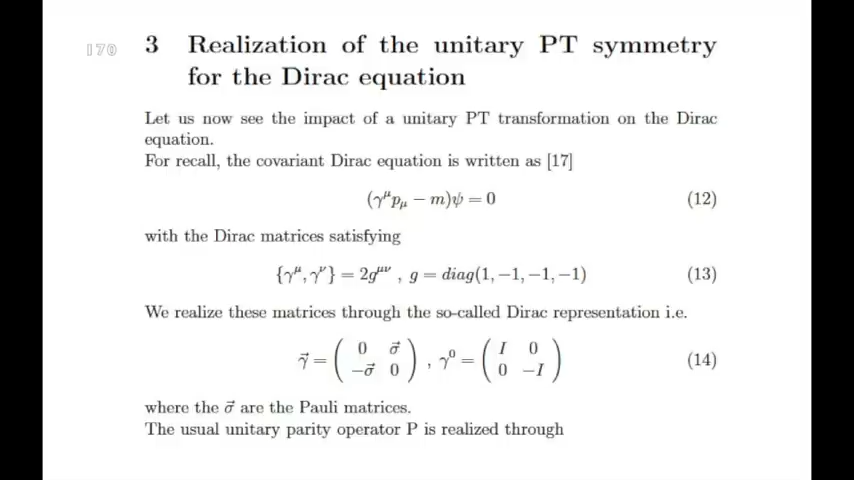 170
3 Realization of the unitary PT symmetry
for the Dirac equation
Let us now see the impact of a unitary PT transformation on the Dirac
equation.
For recall, the covariant Dirac equation is written as [17]
(γ^μ p_μ − m)ψ = 0 (12)
with the Dirac matrices satisfying
{γ^μ, γ^ν} = 2g^{μν} , g = diag(1, −1, −1, −1) (13)
We realize these matrices through the so-called Dirac representation i.e.
γ⃗ = ( 0 σ⃗ ; −σ⃗ 0 ) , γ^0 = ( I 0 ; 0 −I ) (14)
where the σ⃗ are the Pauli matrices.
The usual unitary parity operator P is realized through